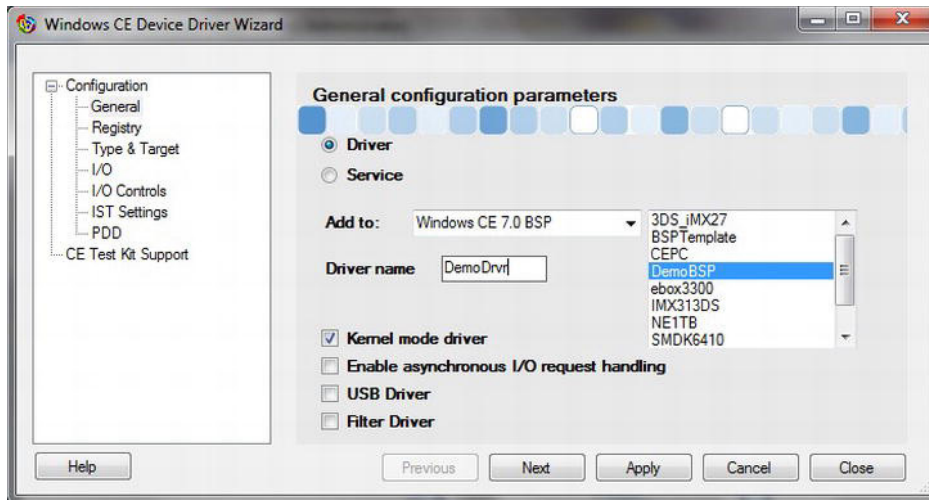 Windows CE Device Driver Wizard
Configuration
General
Registry
Type & Target
I/O
I/O Controls
IST Settings
PDD
CE Test Kit Support
General configuration parameters
Driver
Service
Add to: Windows CE 7.0 BSP
Driver name DemoDrvr
3DS_iMX27
BSPTemplate
CEPC
DemoBSP
ebox3300
IMX313DS
NE1TB
SMDK6410
Kernel mode driver
Enable asynchronous I/O request handling
USB Driver
Filter Driver
Help Previous Next Apply Cancel Close